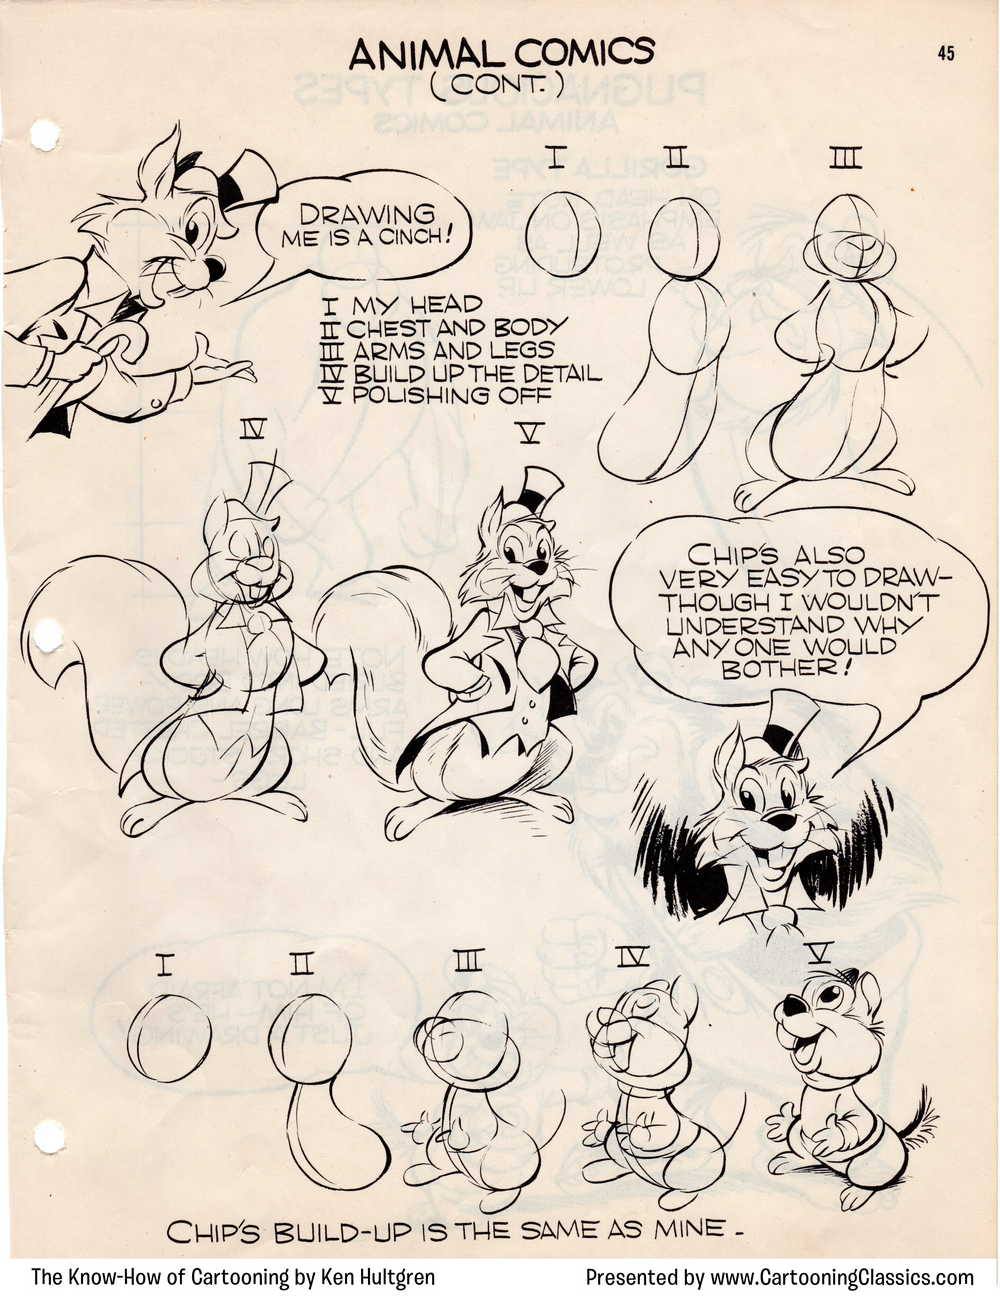 ANIMAL COMICS
(CONT.)
45
DRAWING
ME IS A CINCH!
I MY HEAD
II CHEST AND BODY
III ARMS AND LEGS
IV BUILD UP THE DETAIL
V POLISHING OFF
I II III
IV V
CHIP'S ALSO
VERY EASY TO DRAW–
THOUGH I WOULDN'T
UNDERSTAND WHY
ANY ONE WOULD
BOTHER!
I II III IV V
CHIP'S BUILD-UP IS THE SAME AS MINE –
The Know-How of Cartooning by Ken Hultgren
Presented by www.CartooningClassics.com